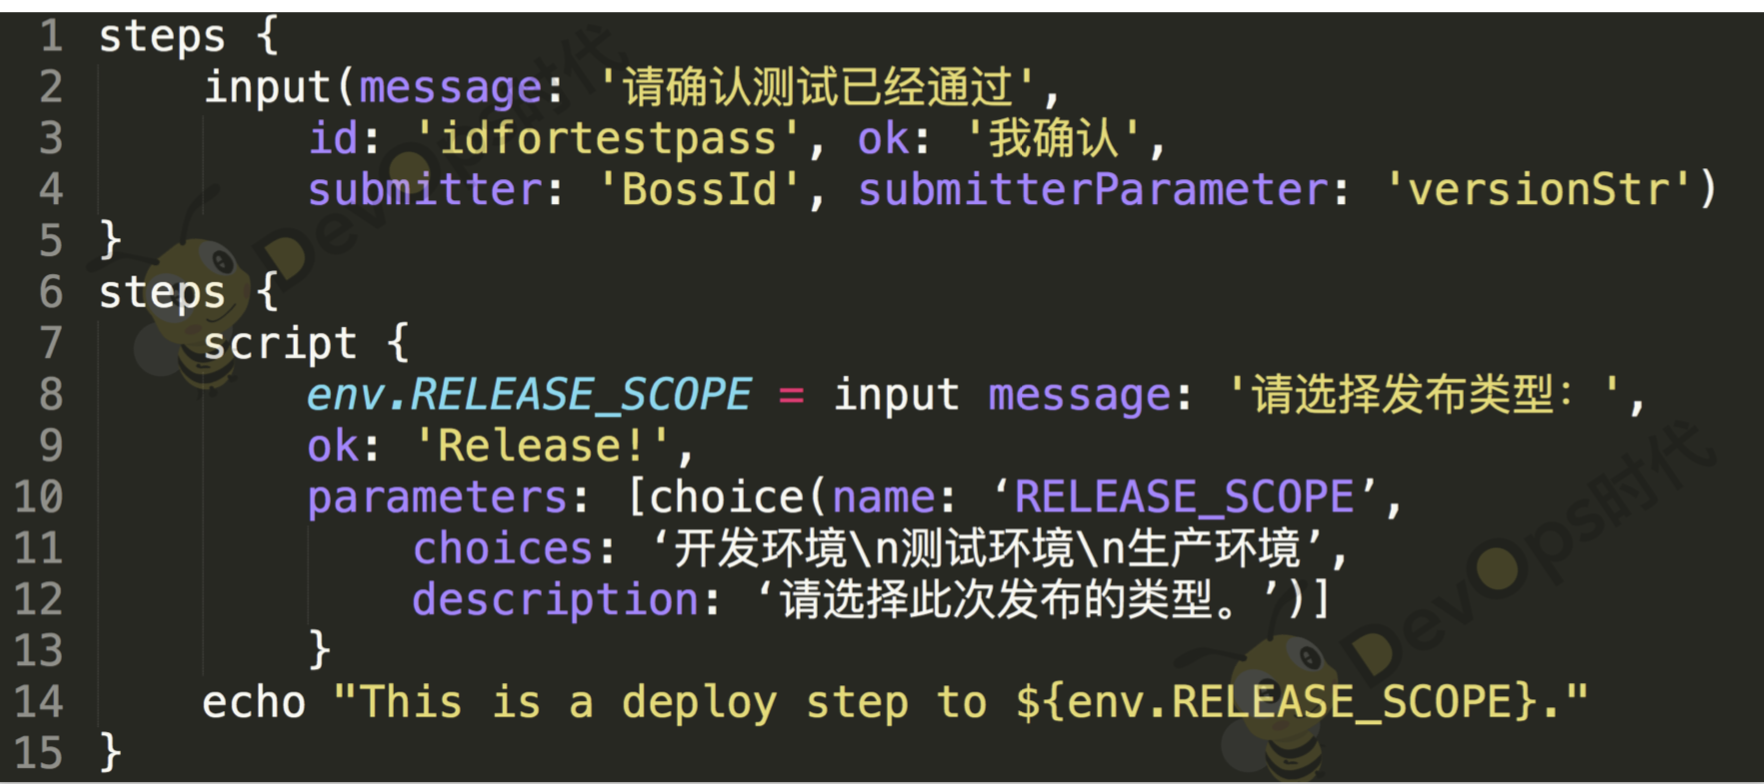 1 steps {
2 input(message: '请确认测试已经通过',
3 id: 'idfortestpass', ok: '我确认',
4 submitter: 'BossId', submitterParameter: 'versionStr')
5 }
6 steps {
7 script {
8 env.RELEASE_SCOPE = input message: '请选择发布类型：',
9 ok: 'Release!',
10 parameters: [choice(name: ‘RELEASE_SCOPE’,
11 choices: ‘开发环境\n测试环境\n生产环境’,
12 description: ‘请选择此次发布的类型。’)]
13 }
14 echo "This is a deploy step to ${env.RELEASE_SCOPE}."
15 }
DevOps时代
DevOps时代